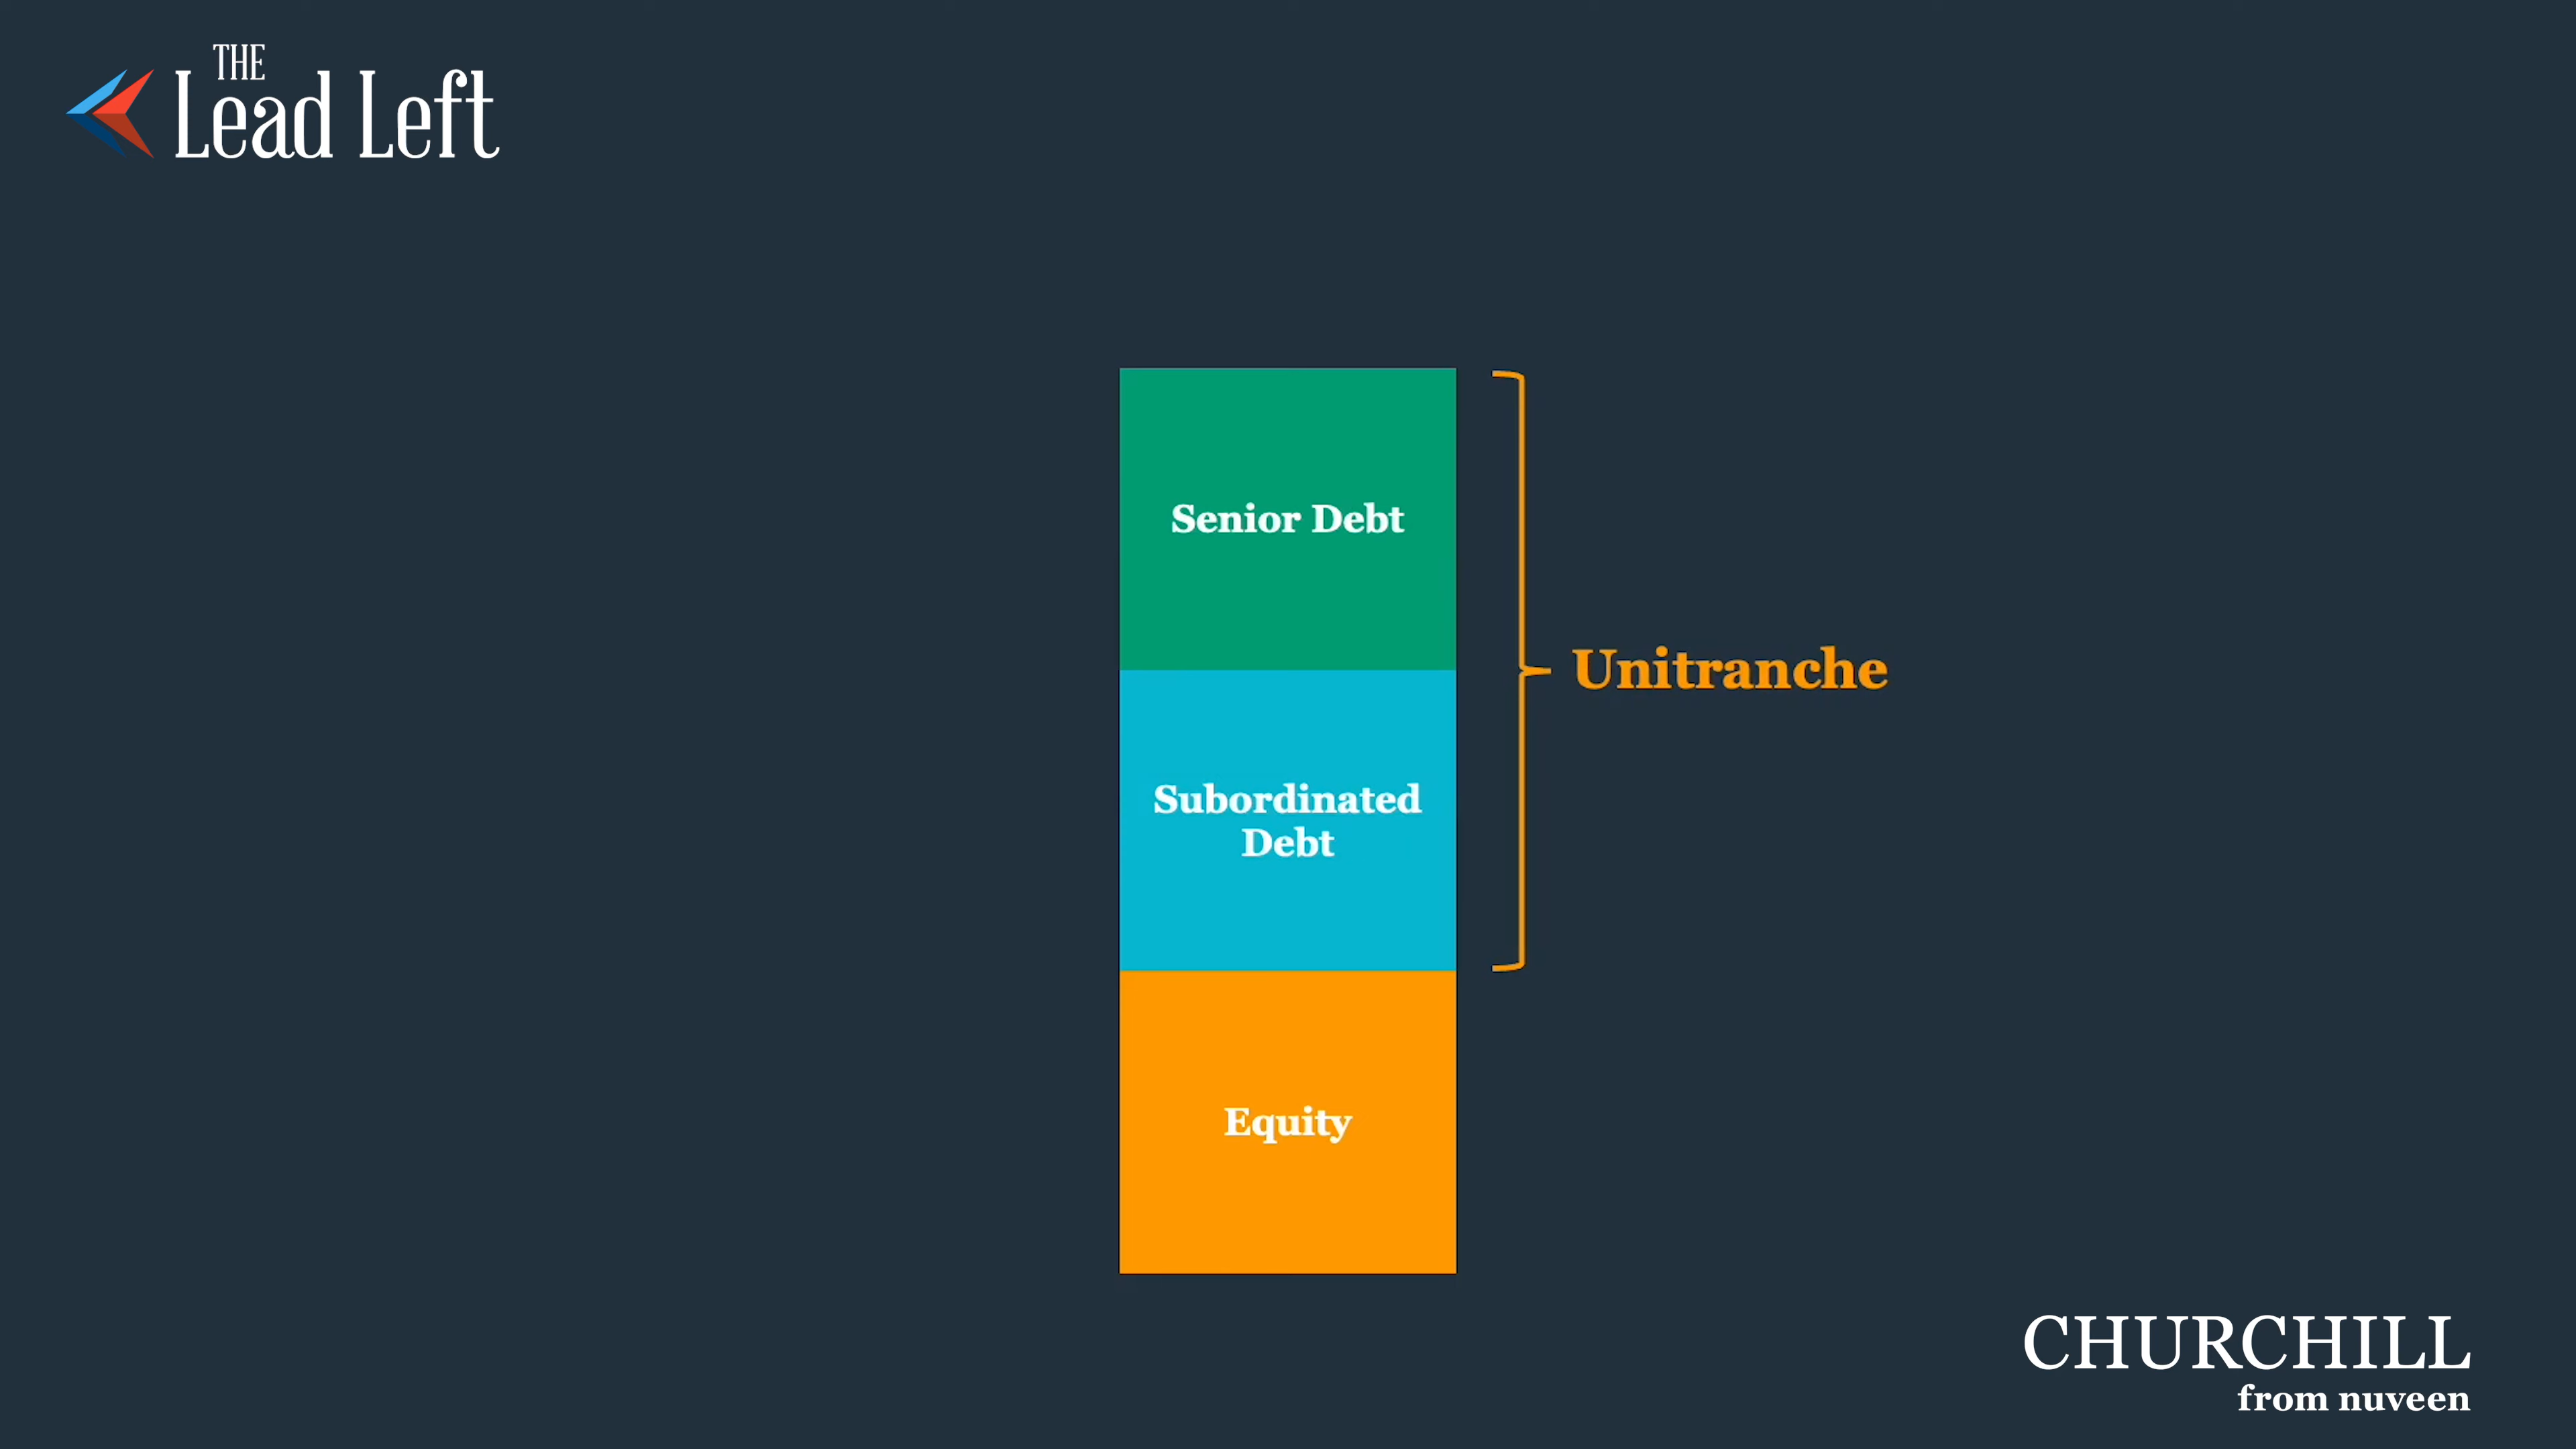 THE
Lead Left
Senior Debt
Unitranche
Subordinated
Debt
Equity
CHURCHILL
from nuveen